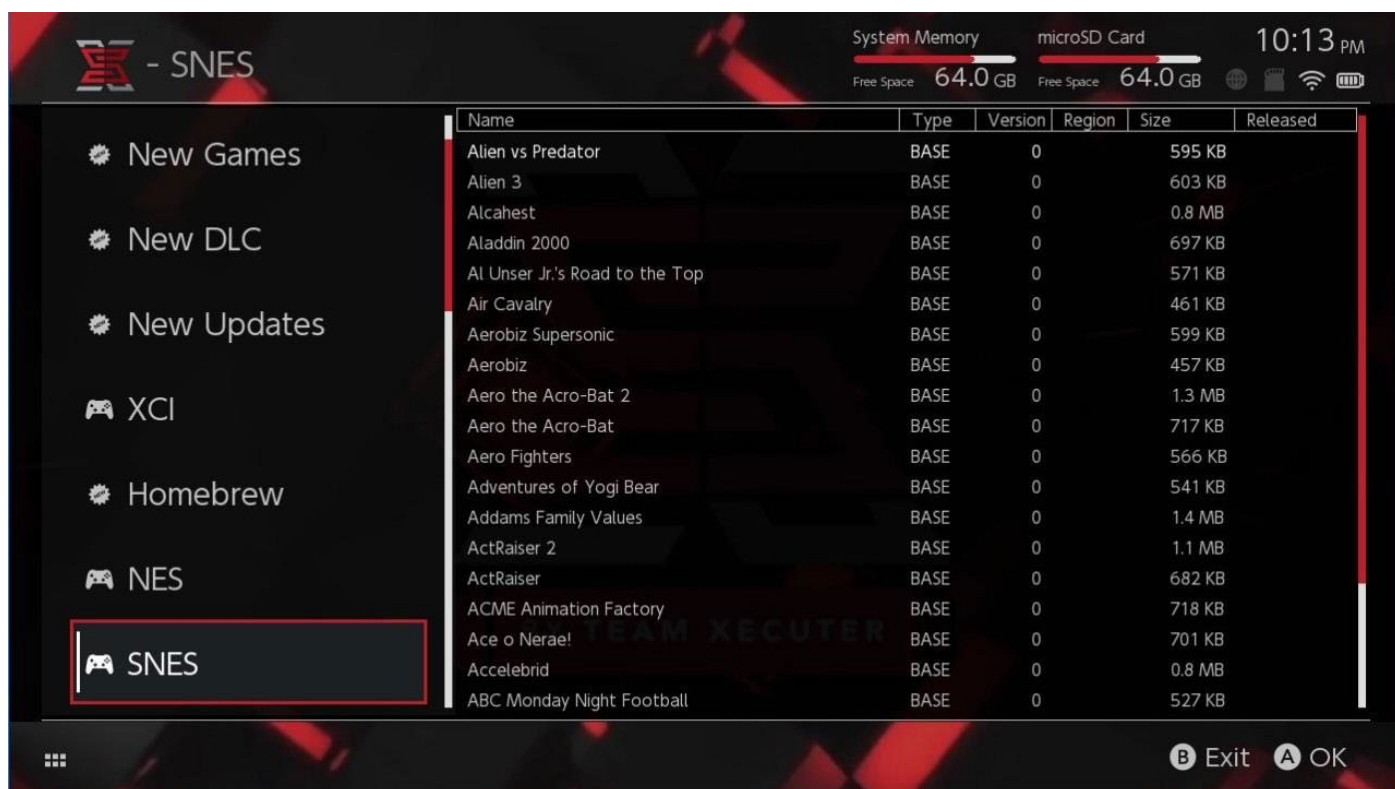 - SNES
System Memory
Free Space 64.0 GB
microSD Card
Free Space 64.0 GB
10:13 PM
New Games
New DLC
New Updates
XCI
Homebrew
NES
SNES
Name Type Version Region Size Released
Alien vs Predator BASE 0 595 KB
Alien 3 BASE 0 603 KB
Alcahest BASE 0 0.8 MB
Aladdin 2000 BASE 0 697 KB
Al Unser Jr.'s Road to the Top BASE 0 571 KB
Air Cavalry BASE 0 461 KB
Aerobiz Supersonic BASE 0 599 KB
Aerobiz BASE 0 457 KB
Aero the Acro-Bat 2 BASE 0 1.3 MB
Aero the Acro-Bat BASE 0 717 KB
Aero Fighters BASE 0 566 KB
Adventures of Yogi Bear BASE 0 541 KB
Addams Family Values BASE 0 1.4 MB
ActRaiser 2 BASE 0 1.1 MB
ActRaiser BASE 0 682 KB
ACME Animation Factory BASE 0 718 KB
Ace o Nerae! BASE 0 701 KB
Accelebrid BASE 0 0.8 MB
ABC Monday Night Football BASE 0 527 KB
BY TEAM XECUTER
B Exit A OK